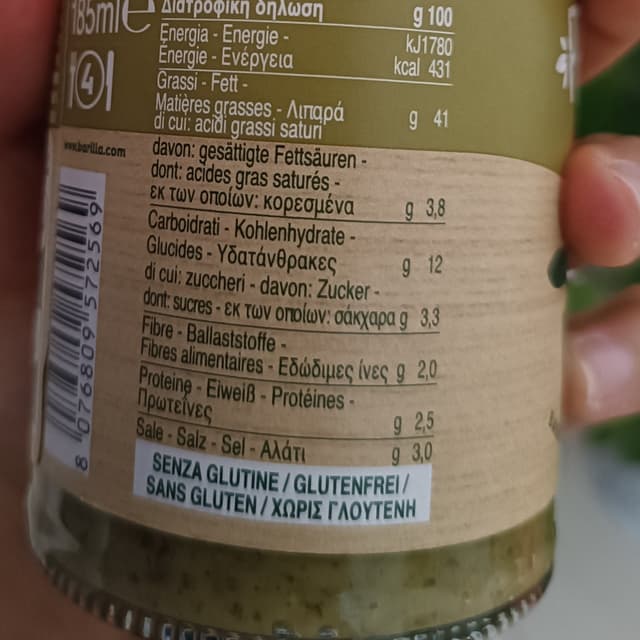 185ml e
Διατροφική δήλωση g 100
Energia - Energie - kJ1780
Énergie - Ενέργεια kcal 431
4
Grassi - Fett -
Matières grasses - Λιπαρά g 41
di cui: acidi grassi saturi
www.barilla.com
davon: gesättigte Fettsäuren -
dont: acides gras saturés -
εκ των οποίων: κορεσμένα g 3,8
Carboidrati - Kohlenhydrate -
Glucides - Υδατάνθρακες g 12
di cui: zuccheri - davon: Zucker -
dont: sucres - εκ των οποίων: σάκχαρα g 3,3
Fibre - Ballaststoffe -
Fibres alimentaires - Εδώδιμες ίνες g 2,0
Proteine - Eiweiß - Protéines -
Πρωτεΐνες g 2,5
Sale - Salz - Sel - Αλάτι g 3,0
SENZA GLUTINE / GLUTENFREI /
SANS GLUTEN / ΧΩΡΙΣ ΓΛΟΥΤΕΝΗ
8 076809 572569